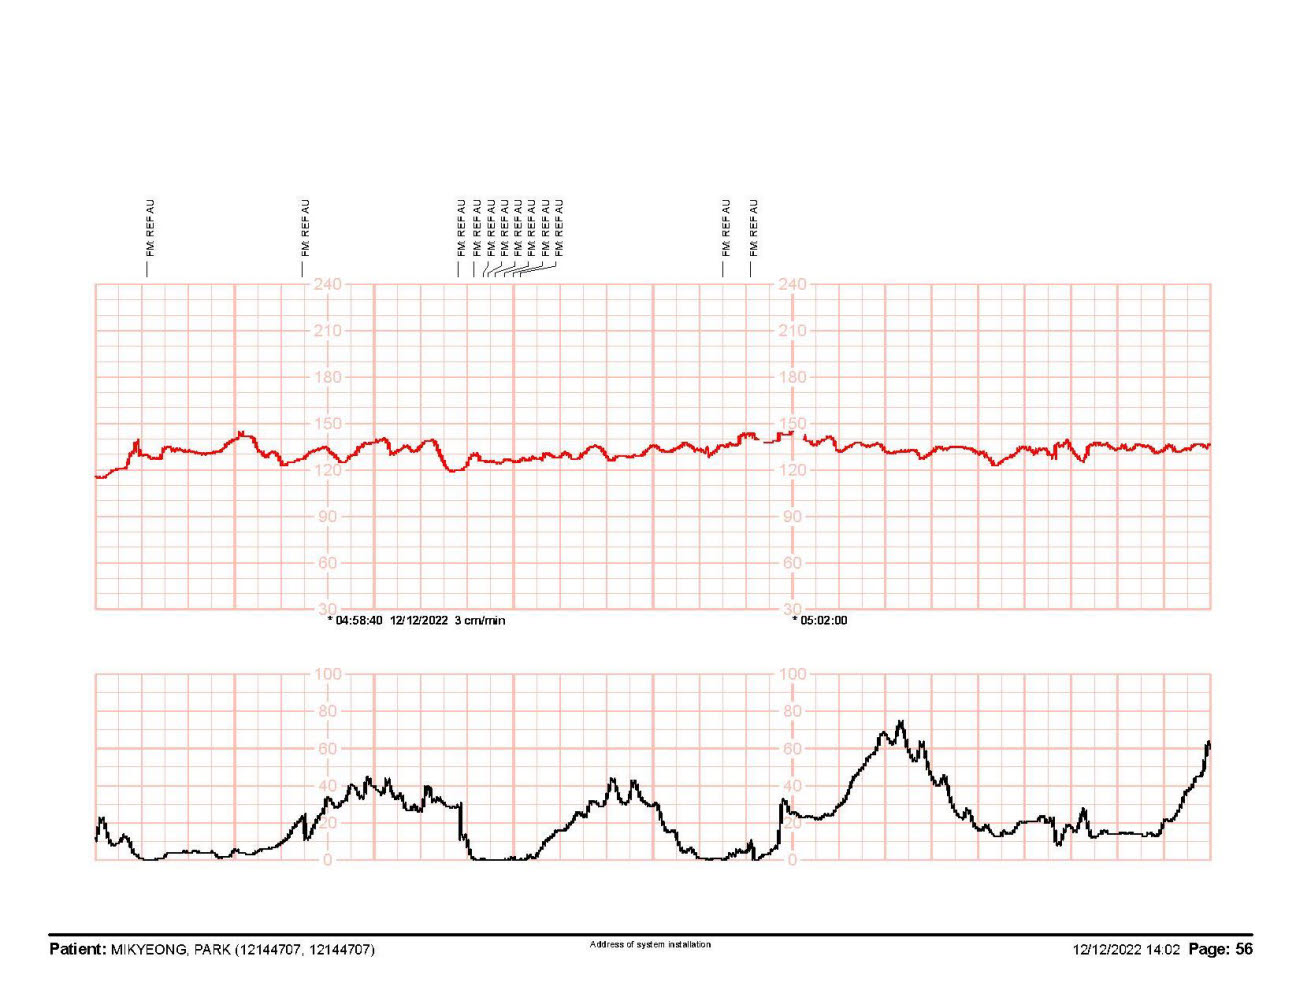 FM: REF AU
FM: REF AU
FM: REF AU
FM: REF AU
FM: REF AU
FM: REF AU
FM: REF AU
FM: REF AU
FM: REF AU
FM: REF AU
FM: REF AU
FM: REF AU
240 240
210 210
180 180
150 150
120 120
90 90
60 60
30 30
* 04:58:40 12/12/2022 3 cm/min * 05:02:00
100 100
80 80
60 60
40 40
20 20
0 0
Patient: MIKYEONG, PARK (12144707, 12144707) Address of system installation 12/12/2022 14:02 Page: 56